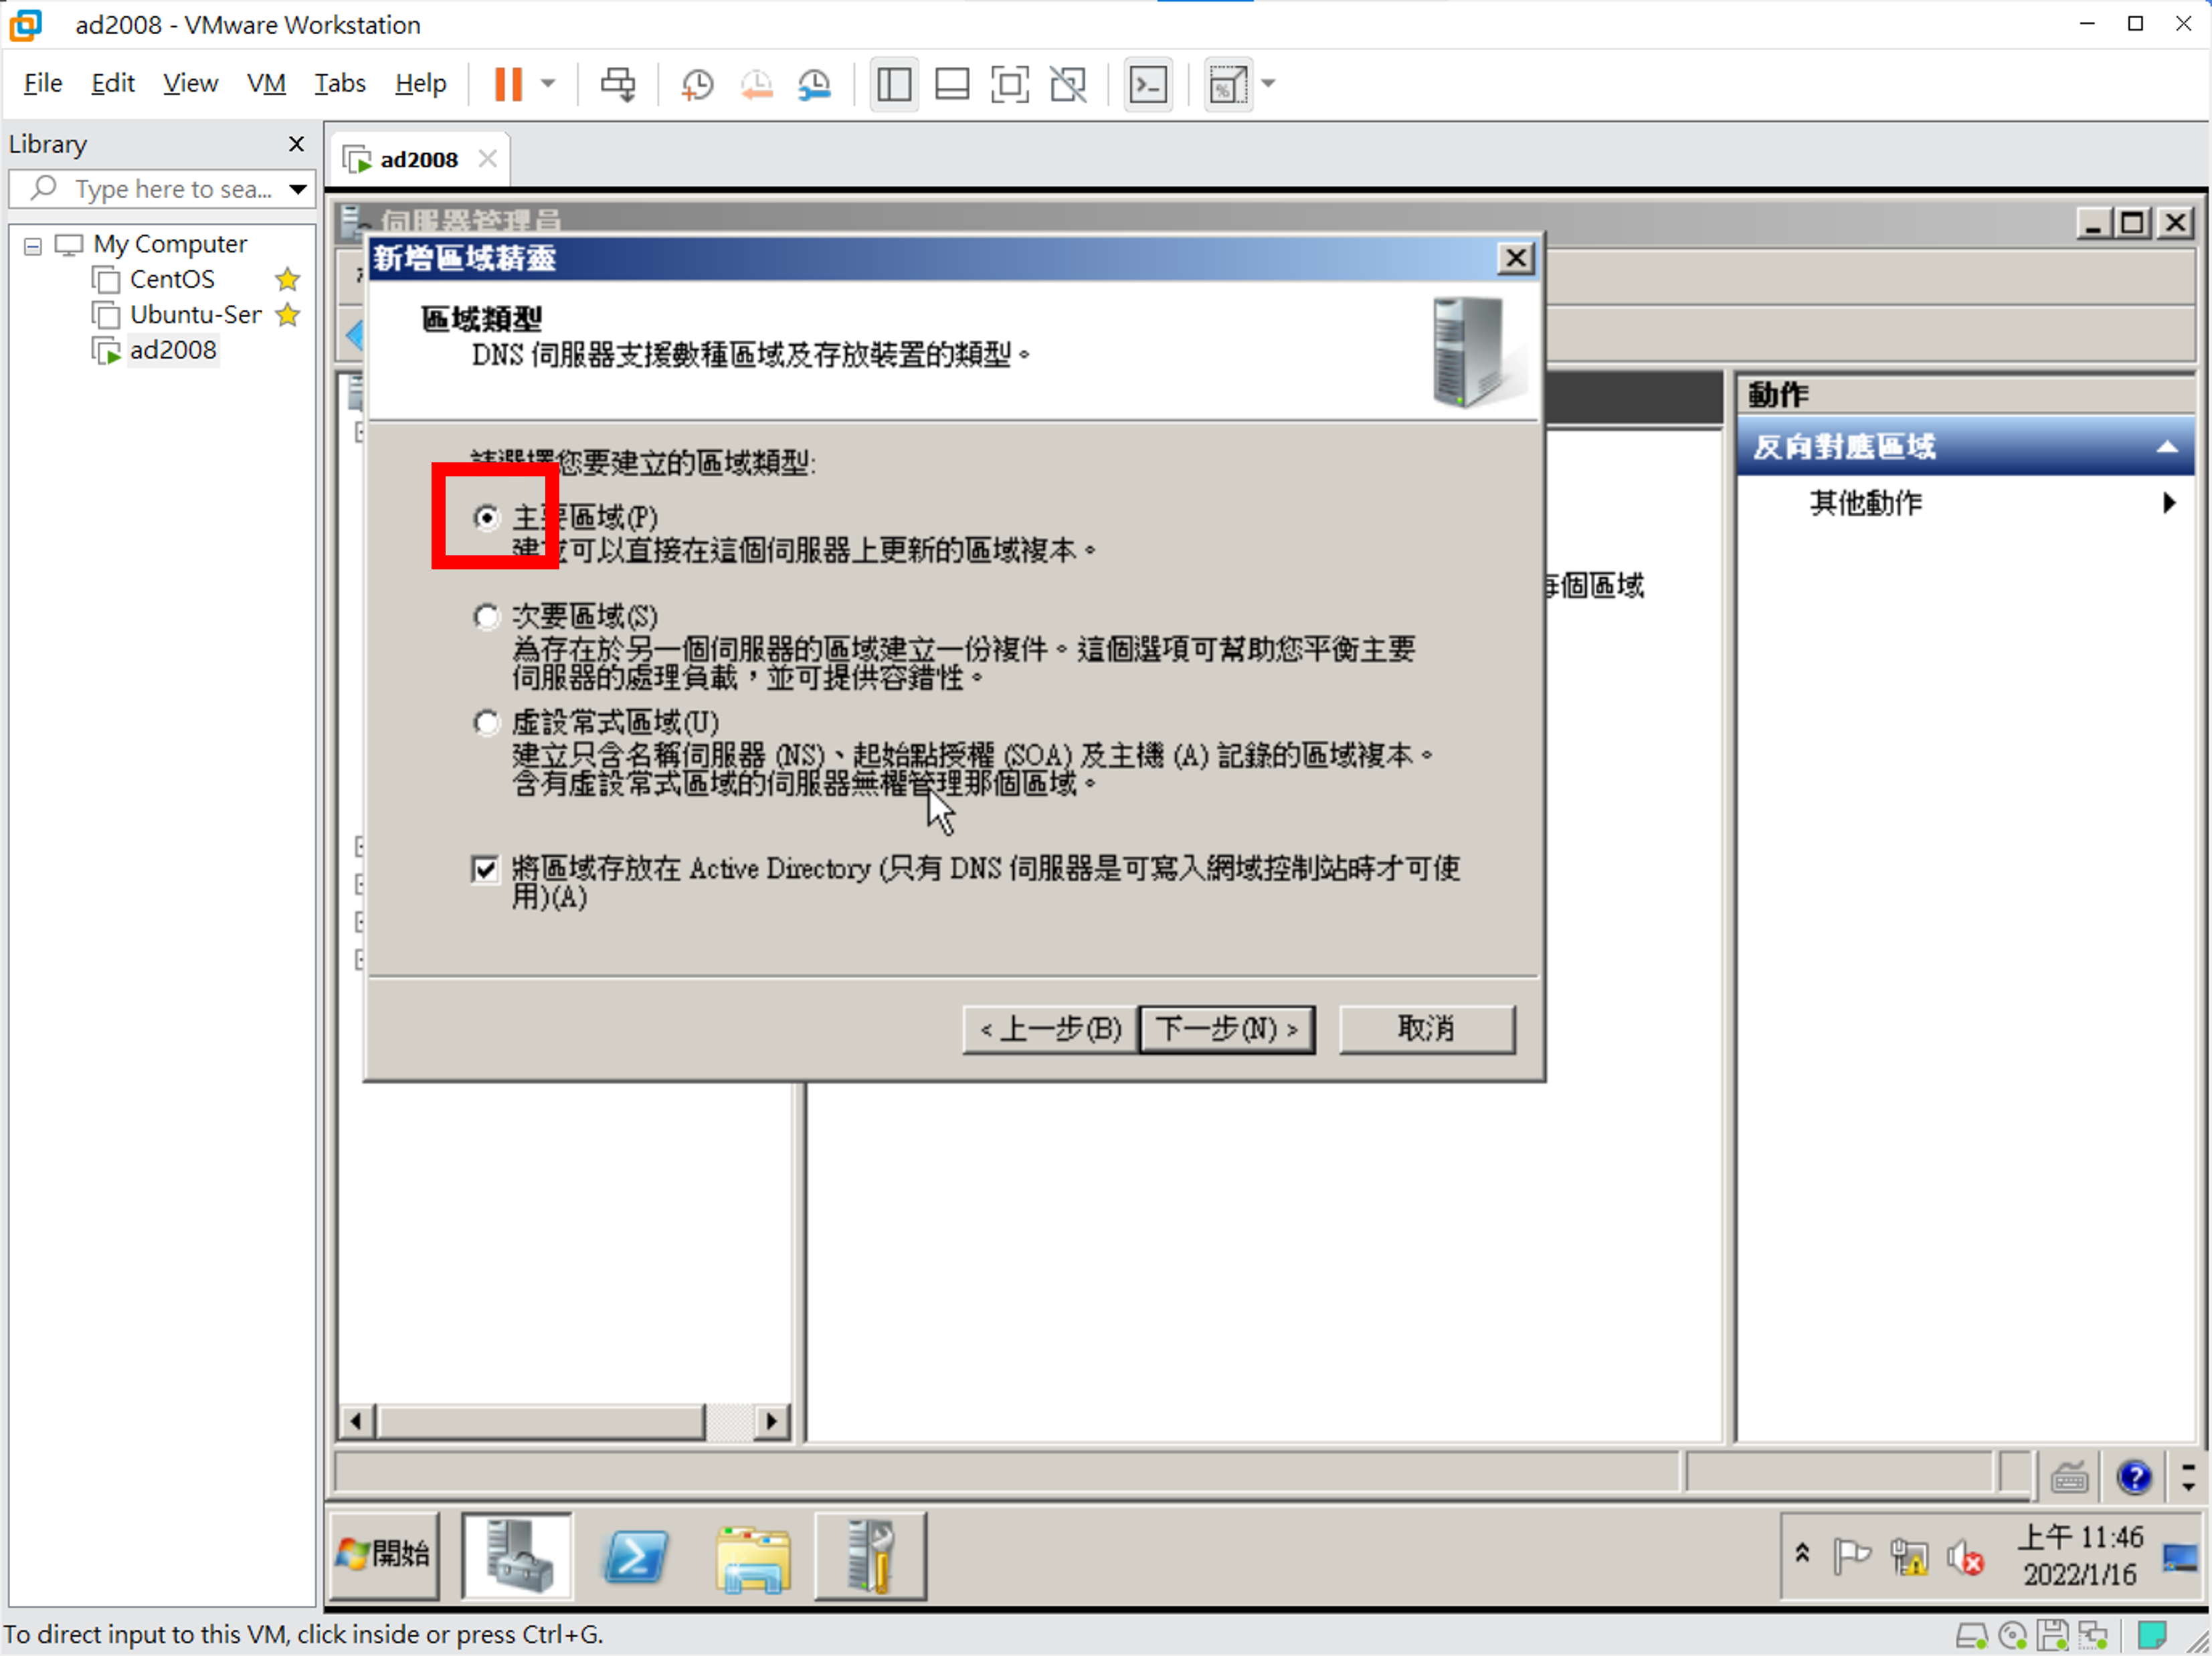 ad2008 - VMware Workstation
File Edit View VM Tabs Help
Library
ad2008
Type here to sea...
My Computer
CentOS
Ubuntu-Ser
ad2008
伺服器管理員
新增區域精靈
區域類型
DNS 伺服器支援數種區域及存放裝置的類型。
請選擇您要建立的區域類型:
主要區域(P)
建立可以直接在這個伺服器上更新的區域複本。
次要區域(S)
為存在於另一個伺服器的區域建立一份複件。這個選項可幫助您平衡主要
伺服器的處理負載，並可提供容錯性。
虛設常式區域(U)
建立只含名稱伺服器 (NS)、起始點授權 (SOA) 及主機 (A) 記錄的區域複本。
含有虛設常式區域的伺服器無權管理那個區域。
將區域存放在 Active Directory (只有 DNS 伺服器是可寫入網域控制站時才可使
用)(A)
< 上一步(B) 下一步(N) > 取消
每個區域
動作
反向對應區域
其他動作
開始
上午 11:46
2022/1/16
To direct input to this VM, click inside or press Ctrl+G.